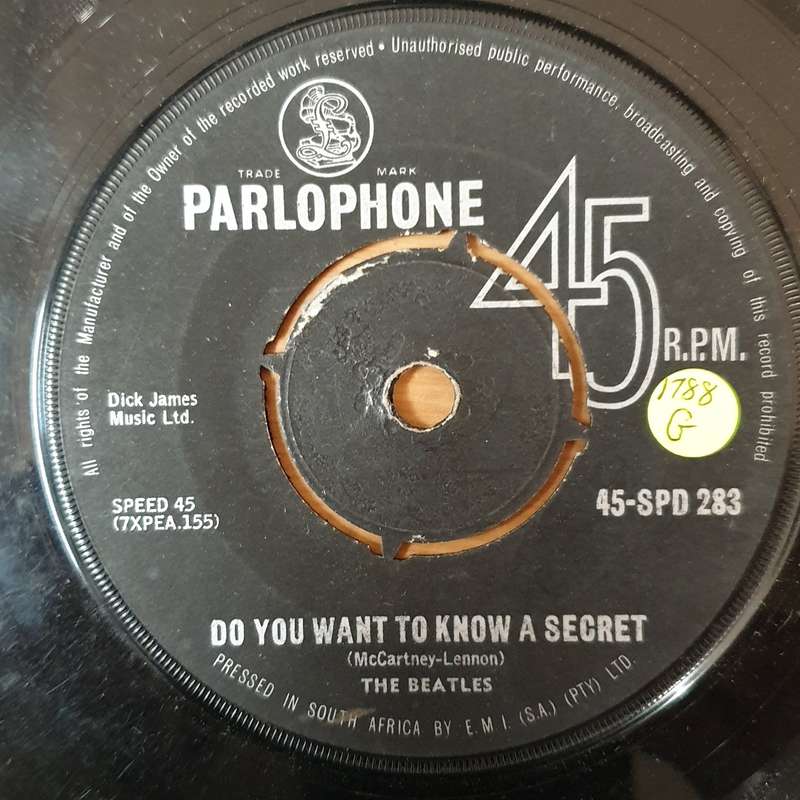 All rights of the Manufacturer and of the Owner of the recorded work reserved • Unauthorised public performance, broadcasting and copying of this record prohibited
TRADE MARK
PARLOPHONE
45
R.P.M.
Dick James
Music Ltd.
1788
G
SPEED 45
(7XPEA.155)
45-SPD 283
DO YOU WANT TO KNOW A SECRET
(McCartney-Lennon)
THE BEATLES
PRESSED IN SOUTH AFRICA BY E.M.I. (S.A.) (PTY) LTD.